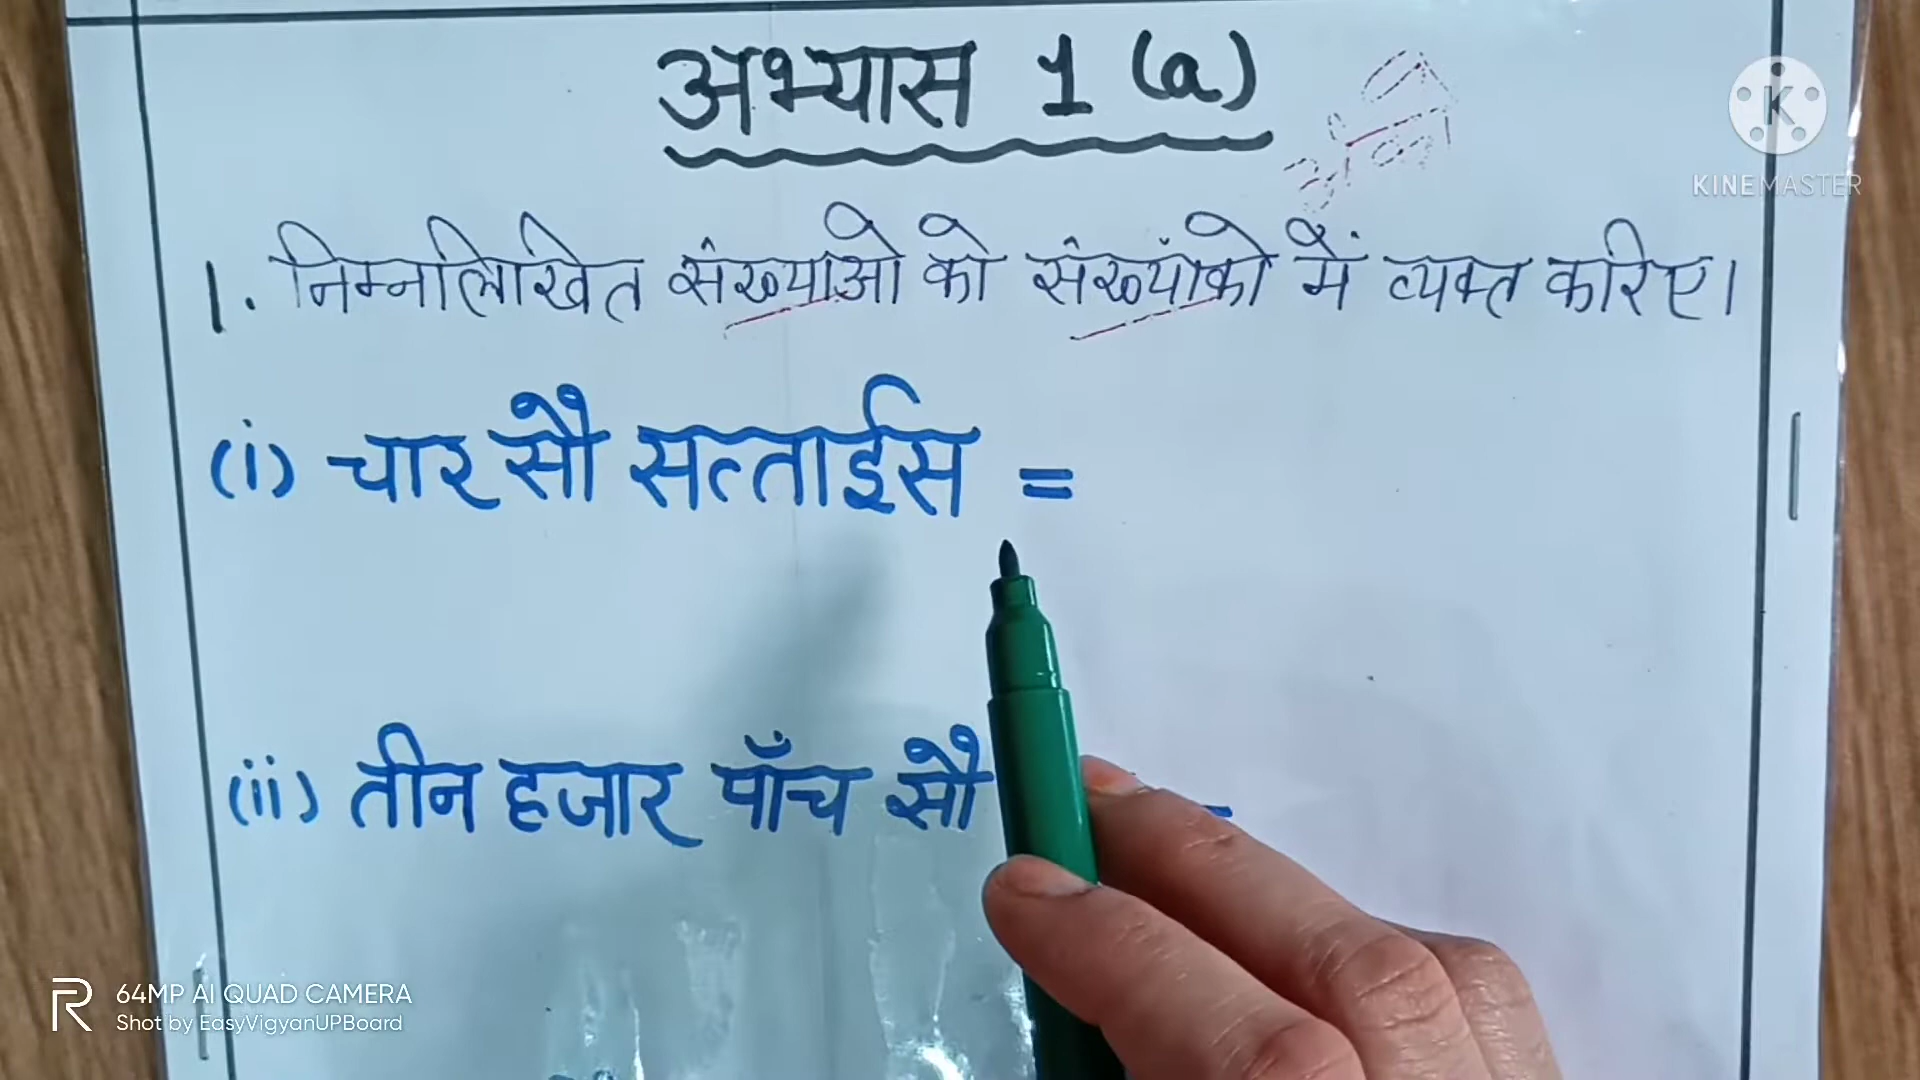 अभ्यास 1 (a)
1. निम्नलिखित संख्याओ को संख्यांको में व्यक्त करिए।
(i) चार सौ सत्ताईस =
(ii) तीन हजार पाँच सौ
K
KINEMASTER
R
64MP AI QUAD CAMERA
Shot by EasyVigyanUPBoard